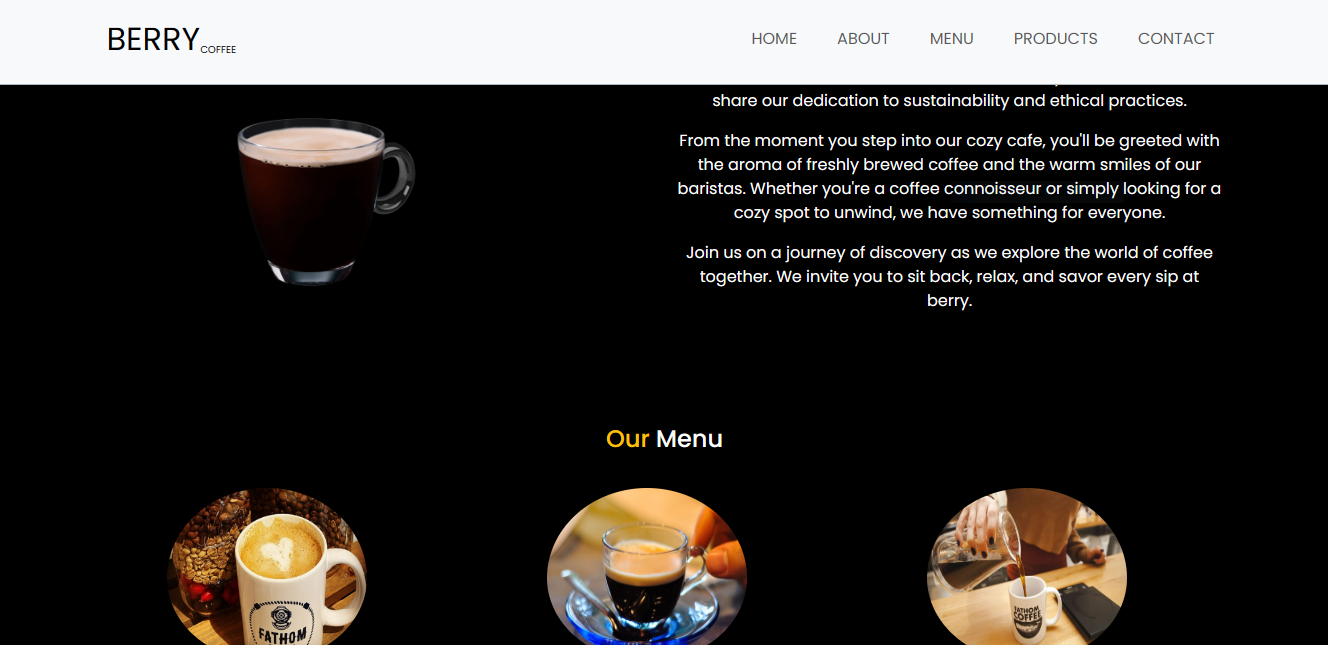 BERRY COFFEE HOME ABOUT MENU PRODUCTS CONTACT
share our dedication to sustainability and ethical practices.
From the moment you step into our cozy cafe, you'll be greeted with
the aroma of freshly brewed coffee and the warm smiles of our
baristas. Whether you're a coffee connoisseur or simply looking for a
cozy spot to unwind, we have something for everyone.
Join us on a journey of discovery as we explore the world of coffee
together. We invite you to sit back, relax, and savor every sip at
berry.
Our Menu
FATHOM
FATHOM
COFFEE